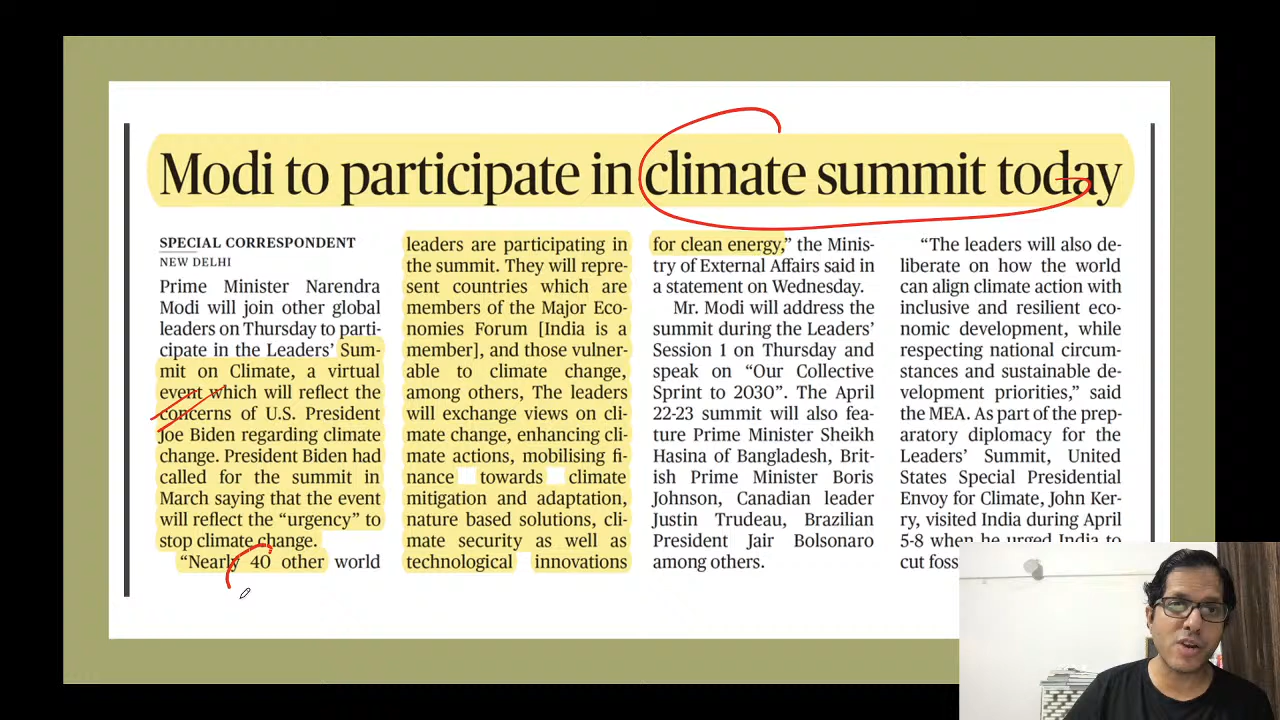 Modi to participate in climate summit today
SPECIAL CORRESPONDENT
NEW DELHI
Prime Minister Narendra
Modi will join other global
leaders on Thursday to parti-
cipate in the Leaders’ Sum-
mit on Climate, a virtual
event which will reflect the
concerns of U.S. President
Joe Biden regarding climate
change. President Biden had
called for the summit in
March saying that the event
will reflect the “urgency” to
stop climate change.
“Nearly 40 other world
leaders are participating in
the summit. They will repre-
sent countries which are
members of the Major Eco-
nomies Forum [India is a
member], and those vulner-
able to climate change,
among others, The leaders
will exchange views on cli-
mate change, enhancing cli-
mate actions, mobilising fi-
nance towards climate
mitigation and adaptation,
nature based solutions, cli-
mate security as well as
technological innovations
for clean energy,” the Minis-
try of External Affairs said in
a statement on Wednesday.
Mr. Modi will address the
summit during the Leaders’
Session 1 on Thursday and
speak on “Our Collective
Sprint to 2030”. The April
22-23 summit will also fea-
ture Prime Minister Sheikh
Hasina of Bangladesh, Brit-
ish Prime Minister Boris
Johnson, Canadian leader
Justin Trudeau, Brazilian
President Jair Bolsonaro
among others.
“The leaders will also de-
liberate on how the world
can align climate action with
inclusive and resilient eco-
nomic development, while
respecting national circum-
stances and sustainable de-
velopment priorities,” said
the MEA. As part of the prep-
aratory diplomacy for the
Leaders’ Summit, United
States Special Presidential
Envoy for Climate, John Ker-
ry, visited India during April
5-8 when he urged India to
cut foss